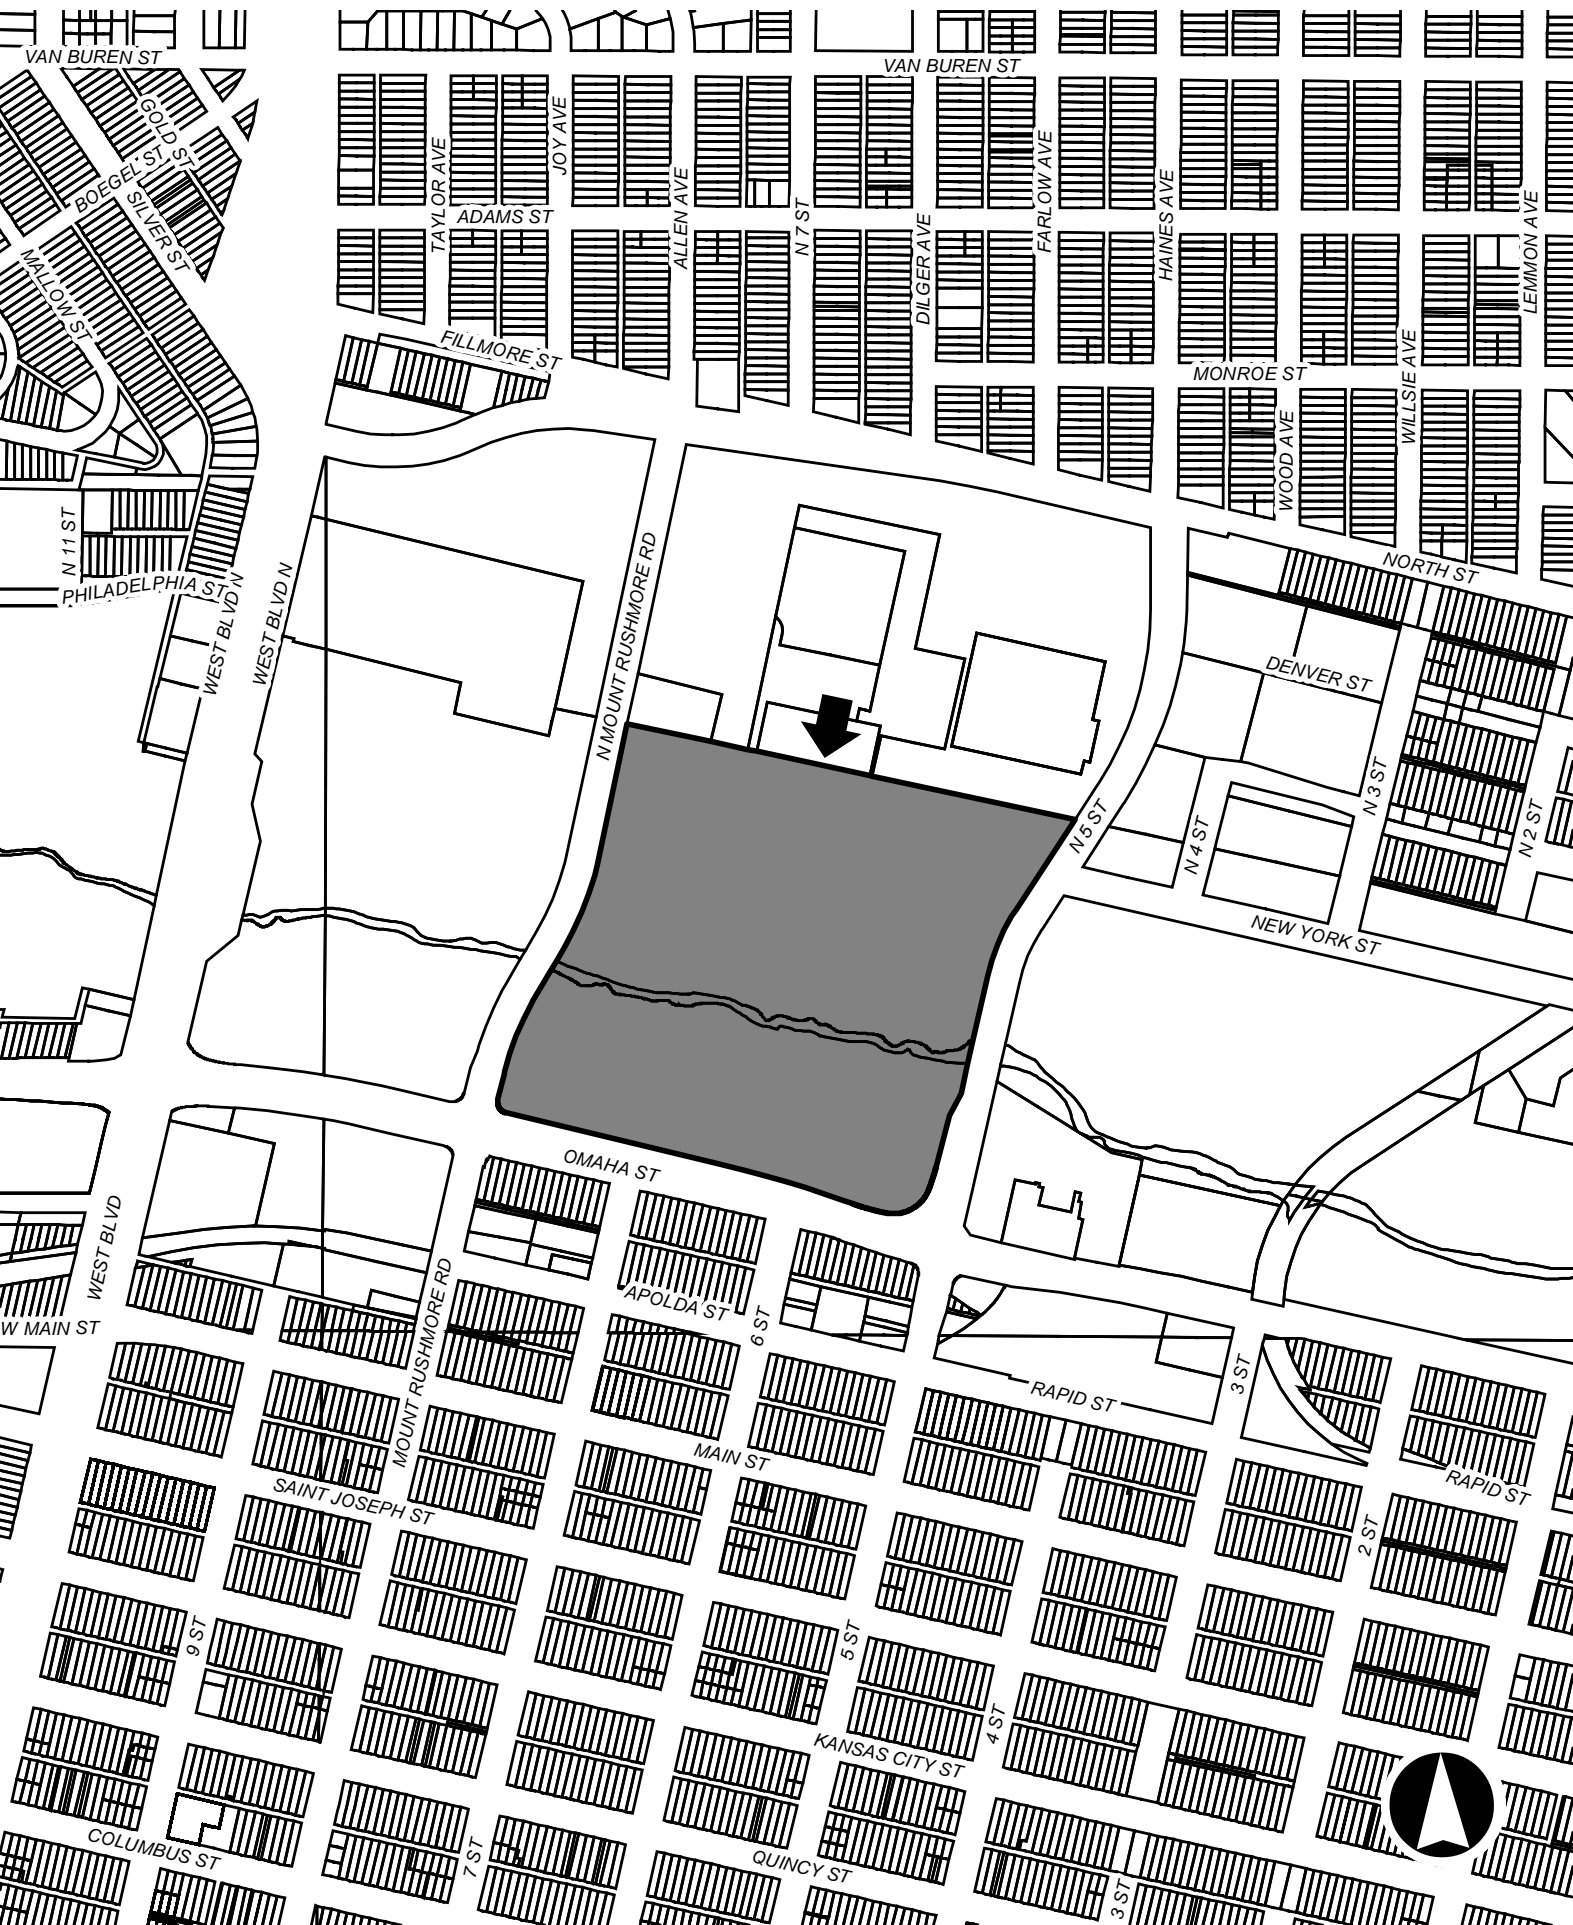 VAN BUREN ST
VAN BUREN ST
GOLD ST
JOY AVE
BOEGEL ST
TAYLOR AVE
FARLOW AVE
ALLEN AVE
HAINES AVE
SILVER ST
ADAMS ST
N 7 ST
DILGER AVE
LEMMON AVE
MALLOW ST
FILLMORE ST
MONROE ST
WILLSIE AVE
WOOD AVE
N 11 ST
NORTH ST
PHILADELPHIA ST
WEST BLVD N
WEST BLVD N
N MOUNT RUSHMORE RD
DENVER ST
N 3 ST
N 5 ST
N 4 ST
N 2 ST
NEW YORK ST
OMAHA ST
WEST BLVD
APOLDA ST
6 ST
W MAIN ST
MOUNT RUSHMORE RD
3 ST
RAPID ST
MAIN ST
RAPID ST
SAINT JOSEPH ST
2 ST
9 ST
5 ST
4 ST
KANSAS CITY ST
COLUMBUS ST
7 ST
QUINCY ST
3 ST